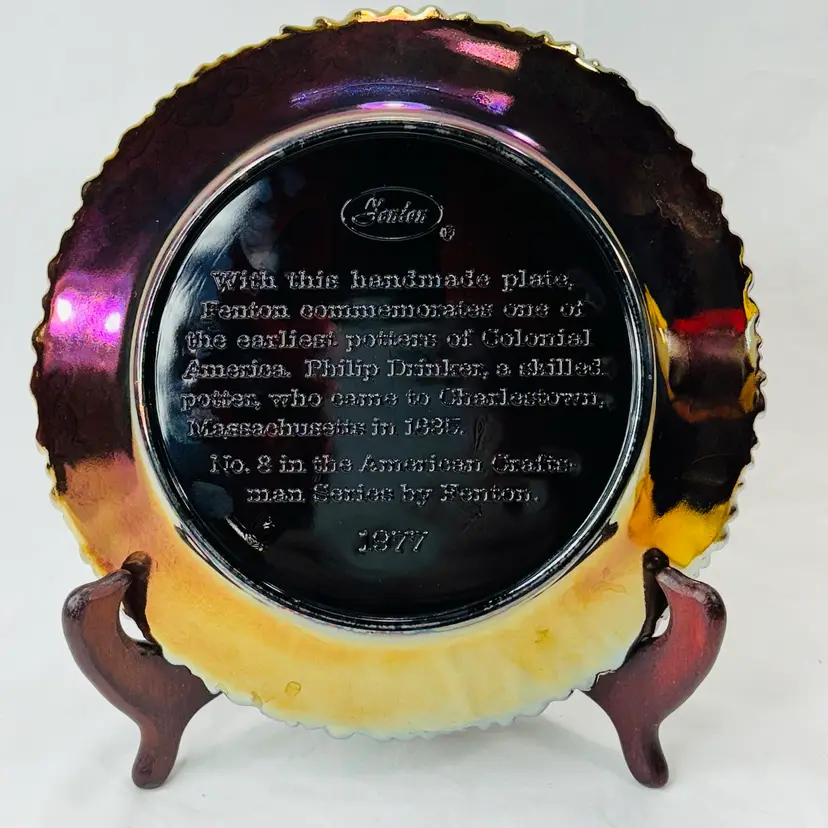 Fenton
®
With this handmade plate,
Fenton commemorates one of
the earliest potters of Colonial
America. Philip Drinker, a skilled
potter, who came to Charlestown,
Massachusetts in 1635.
No. 8 in the American Crafts-
man Series by Fenton.
1977